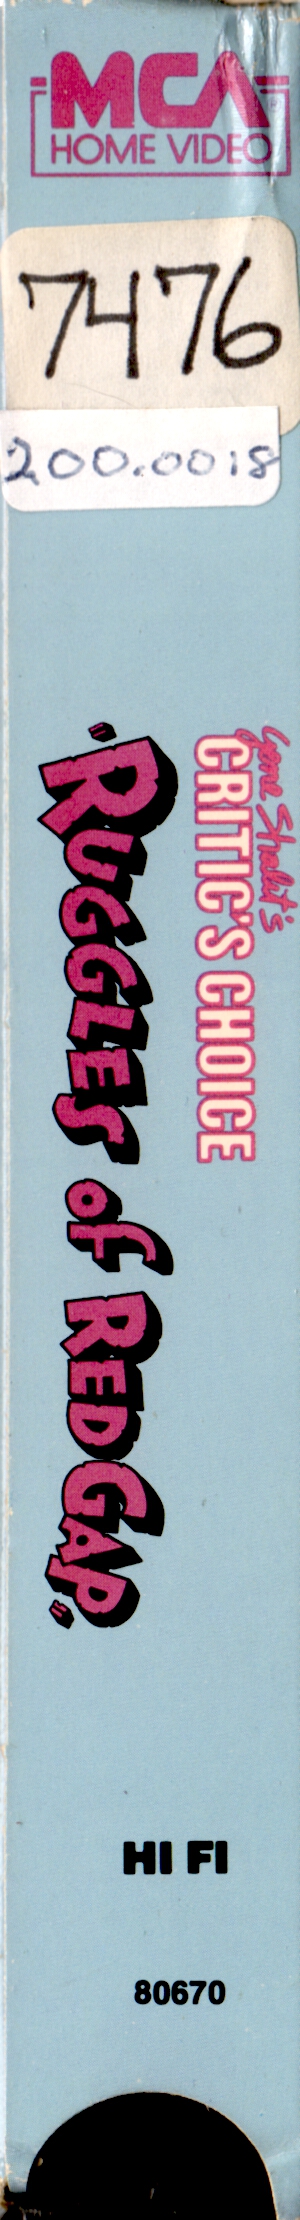 MCA
HOME VIDEO
7476
200.0018
Gene Shalit's
CRITIC'S CHOICE
"RUGGLES of RED GAP"
HI FI
80670